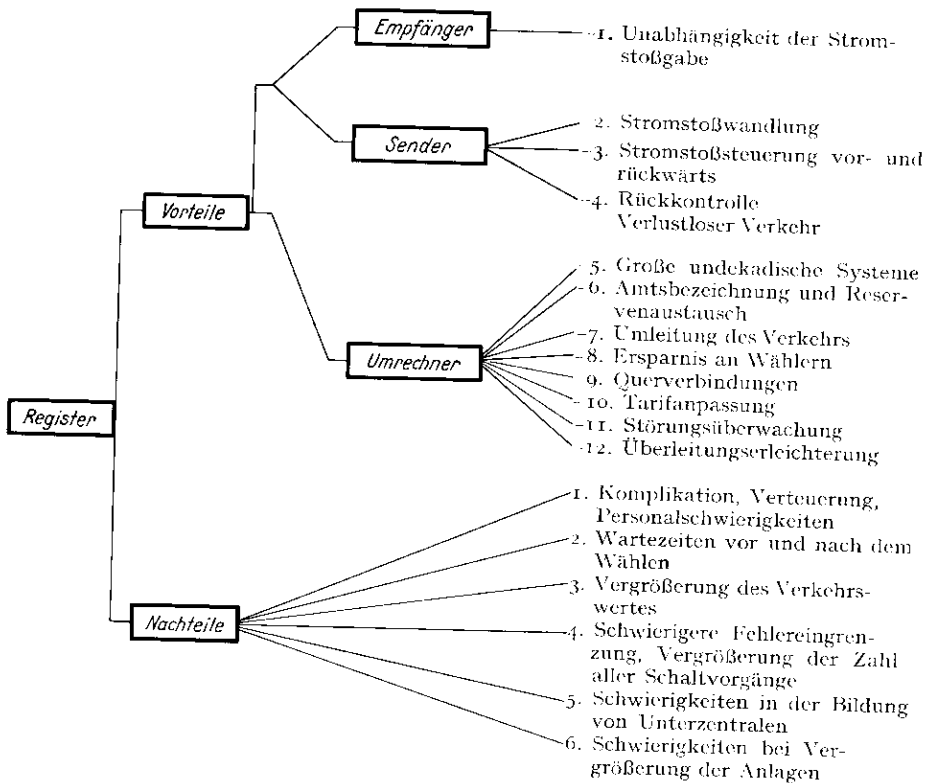 Empfänger
1. Unabhängigkeit der Strom-
stoßgabe
Sender
2. Stromstoßwandlung
3. Stromstoßsteuerung vor- und
rückwärts
4. Rückkontrolle
Verlustloser Verkehr
Vorteile
Umrechner
5. Große undekadische Systeme
6. Amtsbezeichnung und Reser-
venaustausch
7. Umleitung des Verkehrs
8. Ersparnis an Wählern
9. Querverbindungen
10. Tarifanpassung
11. Störungsüberwachung
12. Überleitungserleichterung
Register
Nachteile
1. Komplikation, Verteuerung,
Personalschwierigkeiten
2. Wartezeiten vor und nach dem
Wählen
3. Vergrößerung des Verkehrs-
wertes
4. Schwierigere Fehlereingren-
zung, Vergrößerung der Zahl
aller Schaltvorgänge
5. Schwierigkeiten in der Bildung
von Unterzentralen
6. Schwierigkeiten bei Ver-
größerung der Anlagen